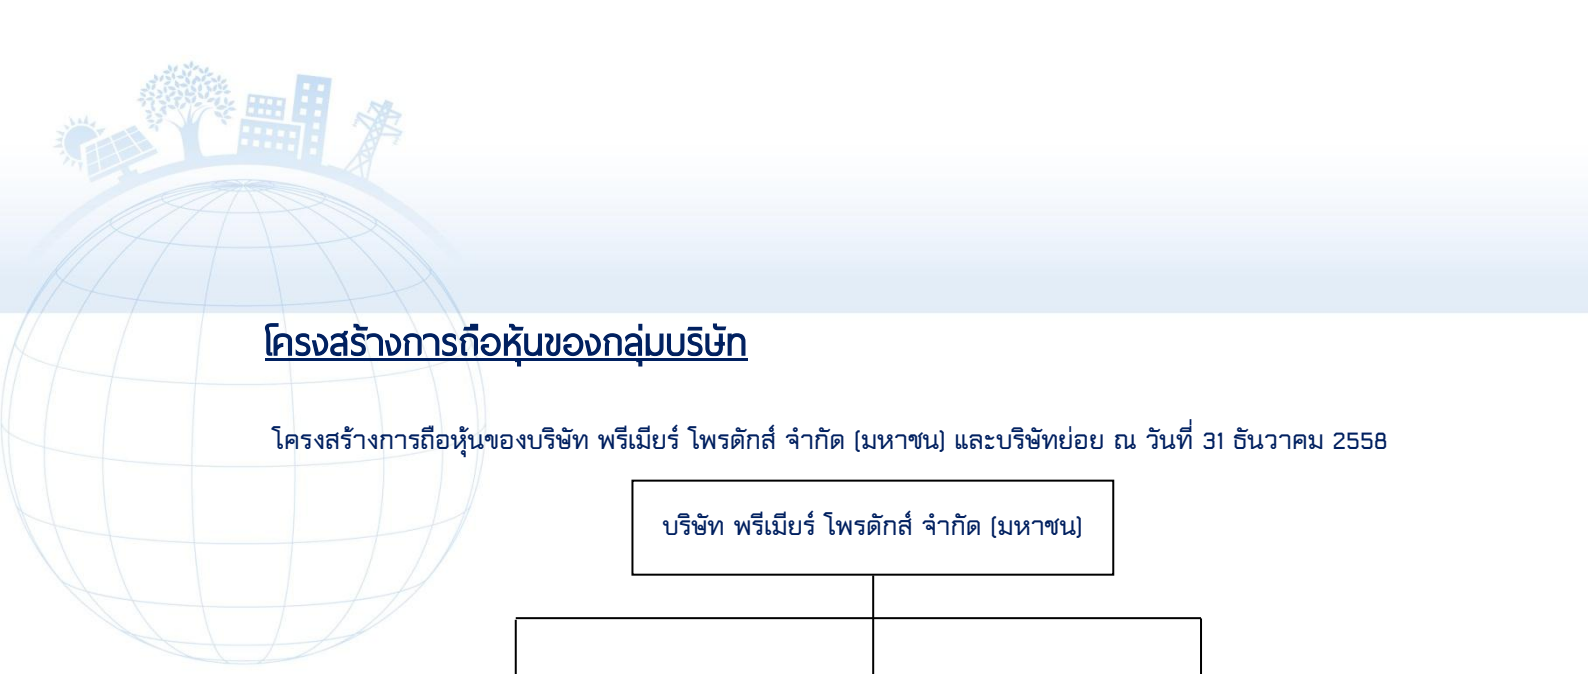 โครงสร้างการถือหุ้นของกลุ่มบริษัท
โครงสร้างการถือหุ้นของบริษัท พรีเมียร์ โพรดักส์ จำกัด (มหาชน) และบริษัทย่อย ณ วันที่ 31 ธันวาคม 2558
บริษัท พรีเมียร์ โพรดักส์ จำกัด (มหาชน)